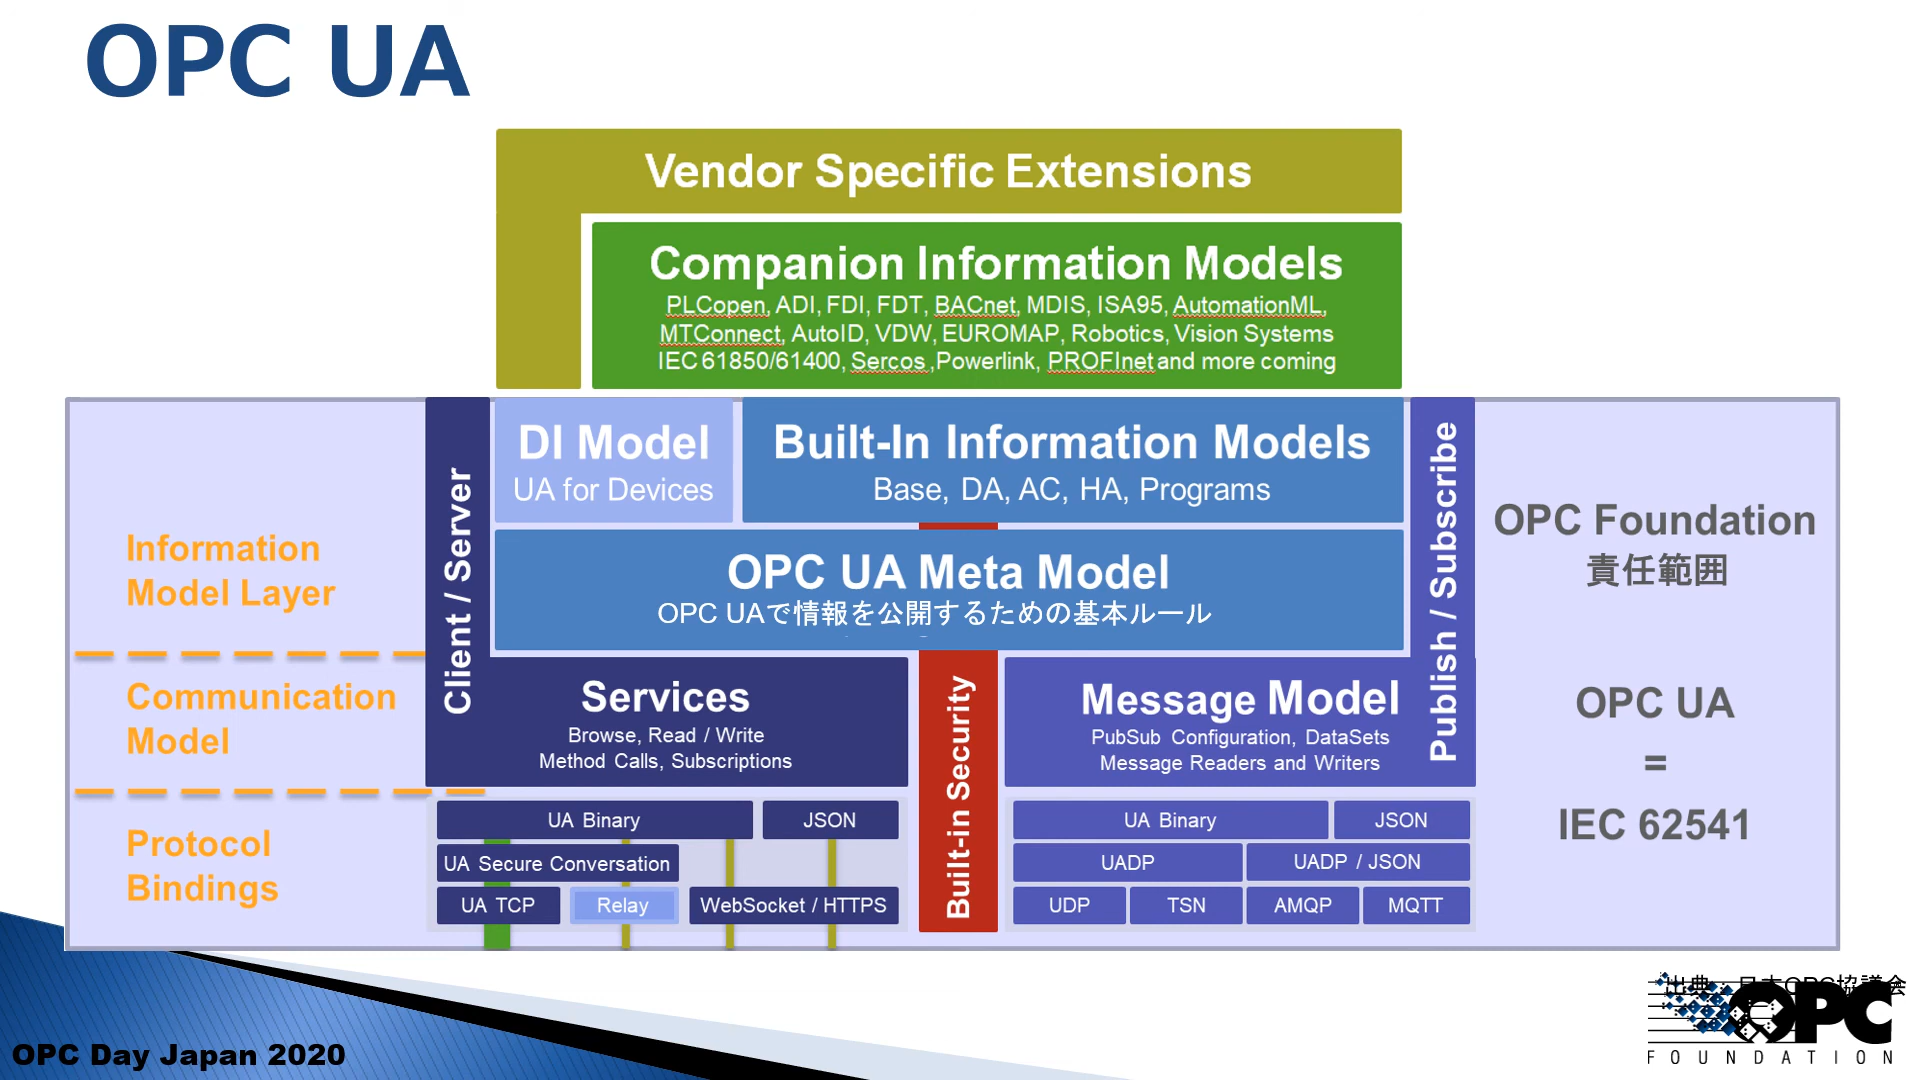 OPC UA
Vendor Specific Extensions
Companion Information Models
PLCopen, ADI, FDI, FDT, BACnet, MDIS, ISA95, AutomationML,
MTConnect, AutoID, VDW, EUROMAP, Robotics, Vision Systems
IEC 61850/61400, Sercos ,Powerlink, PROFInet and more coming
Client / Server
DI Model
UA for Devices
Built-In Information Models
Base, DA, AC, HA, Programs
Publish / Subscribe
Information
Model Layer
OPC UA Meta Model
OPC UAで情報を公開するための基本ルール
OPC Foundation
責任範囲
Communication
Model
Services
Browse, Read / Write
Method Calls, Subscriptions
Built-in Security
Message Model
PubSub Configuration, DataSets
Message Readers and Writers
OPC UA
=
IEC 62541
Protocol
Bindings
UA Binary
JSON
UA Secure Conversation
UA TCP
Relay
WebSocket / HTTPS
UA Binary
JSON
UADP
UADP / JSON
UDP
TSN
AMQP
MQTT
出典：日本OPC協議会
OPC
FOUNDATION
OPC Day Japan 2020